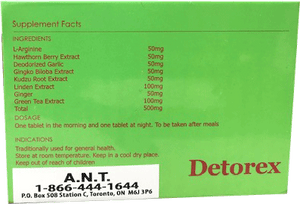 Supplement Facts
INGREDIENTS
L-Arginine 50mg
Hawthorn Berry Extract 50mg
Deodorized Garlic 50mg
Gingko Biloba Extract 50mg
Kudzu Root Extract 50mg
Linden Extract 100mg
Ginger 50mg
Green Tea Extract 100mg
Total 500mg
DOSAGE
One tablet in the morning and one tablet at night. To be taken after meals
INDICATIONS
Traditionally used for general health.
Store at room temperature. Keep in a cool dry place.
Keep out of reach of children
Detorex
A.N.T.
1-866-444-1644
P.O. Box 508 Station C, Toronto, ON M6J 3P6